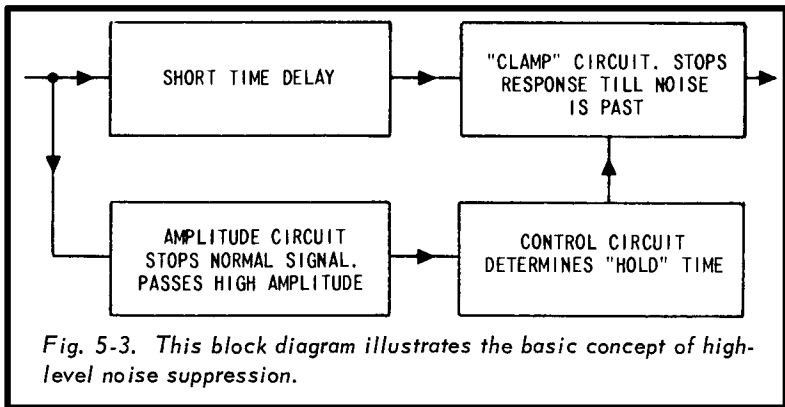 SHORT TIME DELAY
"CLAMP" CIRCUIT. STOPS
RESPONSE TILL NOISE
IS PAST
AMPLITUDE CIRCUIT
STOPS NORMAL SIGNAL.
PASSES HIGH AMPLITUDE
CONTROL CIRCUIT
DETERMINES "HOLD" TIME
Fig. 5-3. This block diagram illustrates the basic concept of high-
level noise suppression.